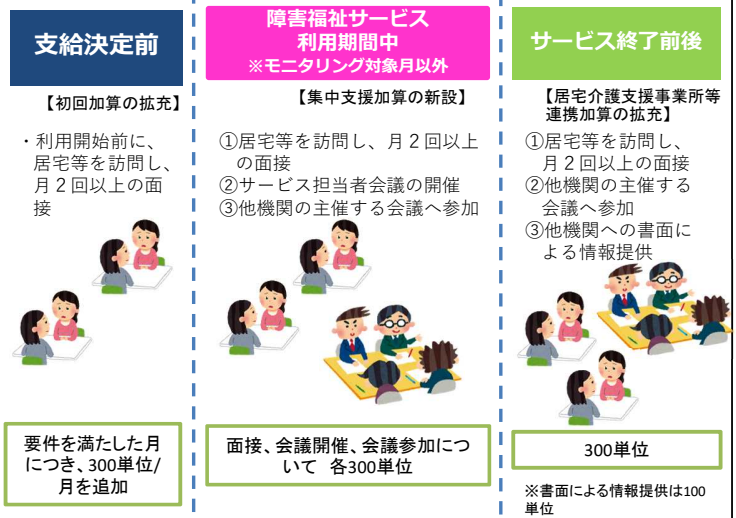 支給決定前
【初回加算の拡充】
・利用開始前に、
居宅等を訪問し、
月２回以上の面
接
要件を満たした月
につき、300単位/
月を追加
障害福祉サービス
利用期間中
※モニタリング対象月以外
【集中支援加算の新設】
①居宅等を訪問し、月２回以上
の面接
②サービス担当者会議の開催
③他機関の主催する会議へ参加
面接、会議開催、会議参加につ
いて　各300単位
サービス終了前後
【居宅介護支援事業所等
連携加算の拡充】
①居宅等を訪問し、
月２回以上の面接
②他機関の主催する
会議へ参加
③他機関への書面に
よる情報提供
300単位
※書面による情報提供は100
単位